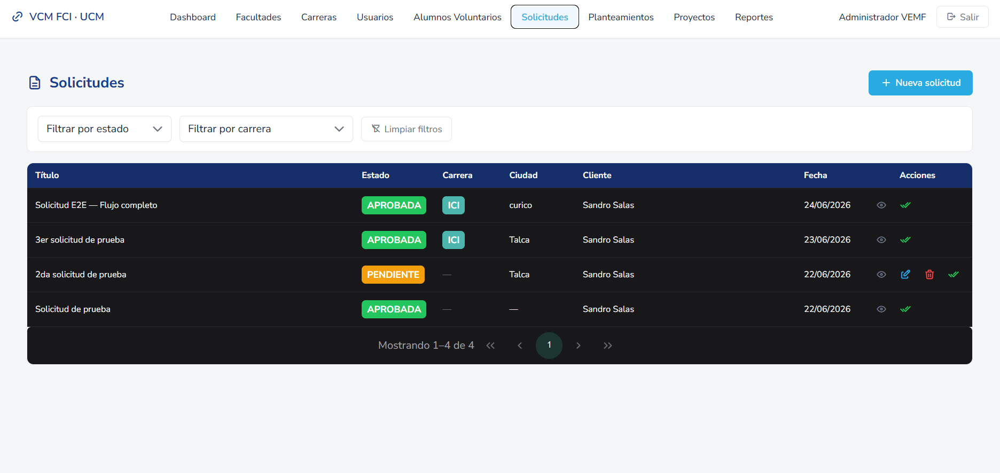 VCM FCI · UCM
Dashboard Facultades Carreras Usuarios Alumnos Voluntarios Solicitudes Planteamientos Proyectos Reportes Administrador VEMF Salir
Solicitudes
+ Nueva solicitud
Filtrar por estado Filtrar por carrera Limpiar filtros
Título Estado Carrera Ciudad Cliente Fecha Acciones
Solicitud E2E — Flujo completo APROBADA ICI curico Sandro Salas 24/06/2026
3er solicitud de prueba APROBADA ICI Talca Sandro Salas 23/06/2026
2da solicitud de prueba PENDIENTE — Talca Sandro Salas 22/06/2026
Solicitud de prueba APROBADA — — Sandro Salas 22/06/2026
Mostrando 1–4 de 4 « ‹ 1 › »